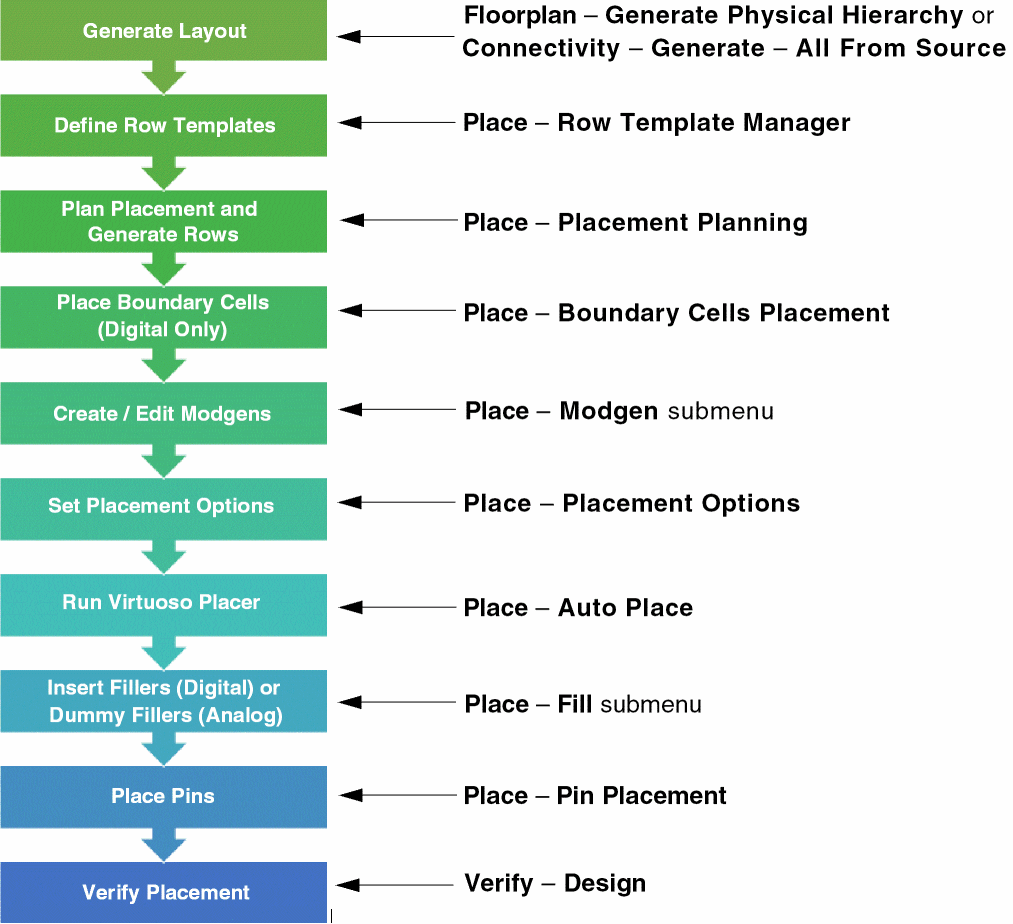 Generate Layout
Floorplan – Generate Physical Hierarchy or
Connectivity – Generate – All From Source
Define Row Templates
Place – Row Template Manager
Plan Placement and
Generate Rows
Place – Placement Planning
Place Boundary Cells
(Digital Only)
Place – Boundary Cells Placement
Create / Edit Modgens
Place – Modgen submenu
Set Placement Options
Place – Placement Options
Run Virtuoso Placer
Place – Auto Place
Insert Fillers (Digital) or
Dummy Fillers (Analog)
Place – Fill submenu
Place Pins
Place – Pin Placement
Verify Placement
Verify – Design